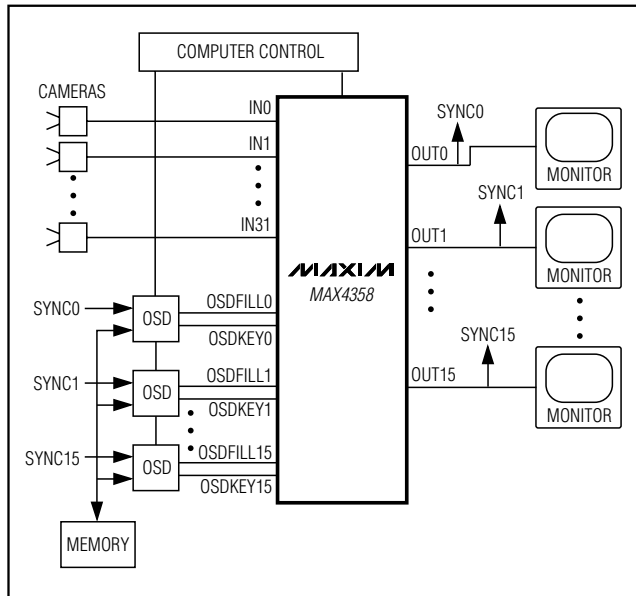 COMPUTER CONTROL
CAMERAS
IN0
IN1
IN31
SYNC0
OUT0
MONITOR
SYNC1
OUT1
MONITOR
MAXIM
MAX4358
SYNC0
OSD
OSDFILL0
OSDKEY0
SYNC1
OSD
OSDFILL1
OSDKEY1
SYNC15
OUT15
MONITOR
SYNC15
OSD
OSDFILL15
OSDKEY15
MEMORY